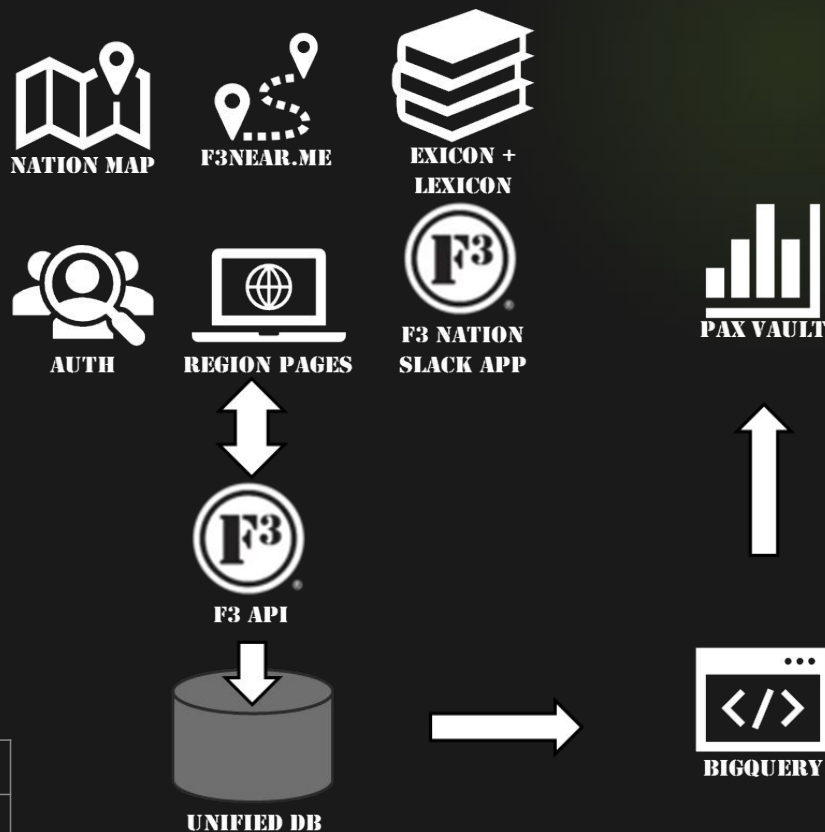 NATION MAP
F3NEAR.ME
EXICON +
LEXICON
AUTH
REGION PAGES
F3
®
F3 NATION
SLACK APP
PAX VAULT
F3
®
F3 API
UNIFIED DB
</>
BIGQUERY